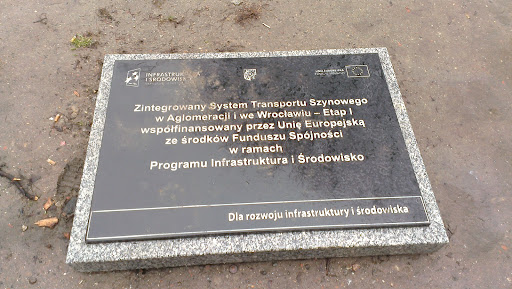 INFRASTRUKTURA
I ŚRODOWISKO
UNIA EUROPEJSKA
Zintegrowany System Transportu Szynowego
w Aglomeracji i we Wrocławiu – Etap I
współfinansowany przez Unię Europejską
ze środków Funduszu Spójności
w ramach
Programu Infrastruktura i Środowisko
Dla rozwoju infrastruktury i środowiska